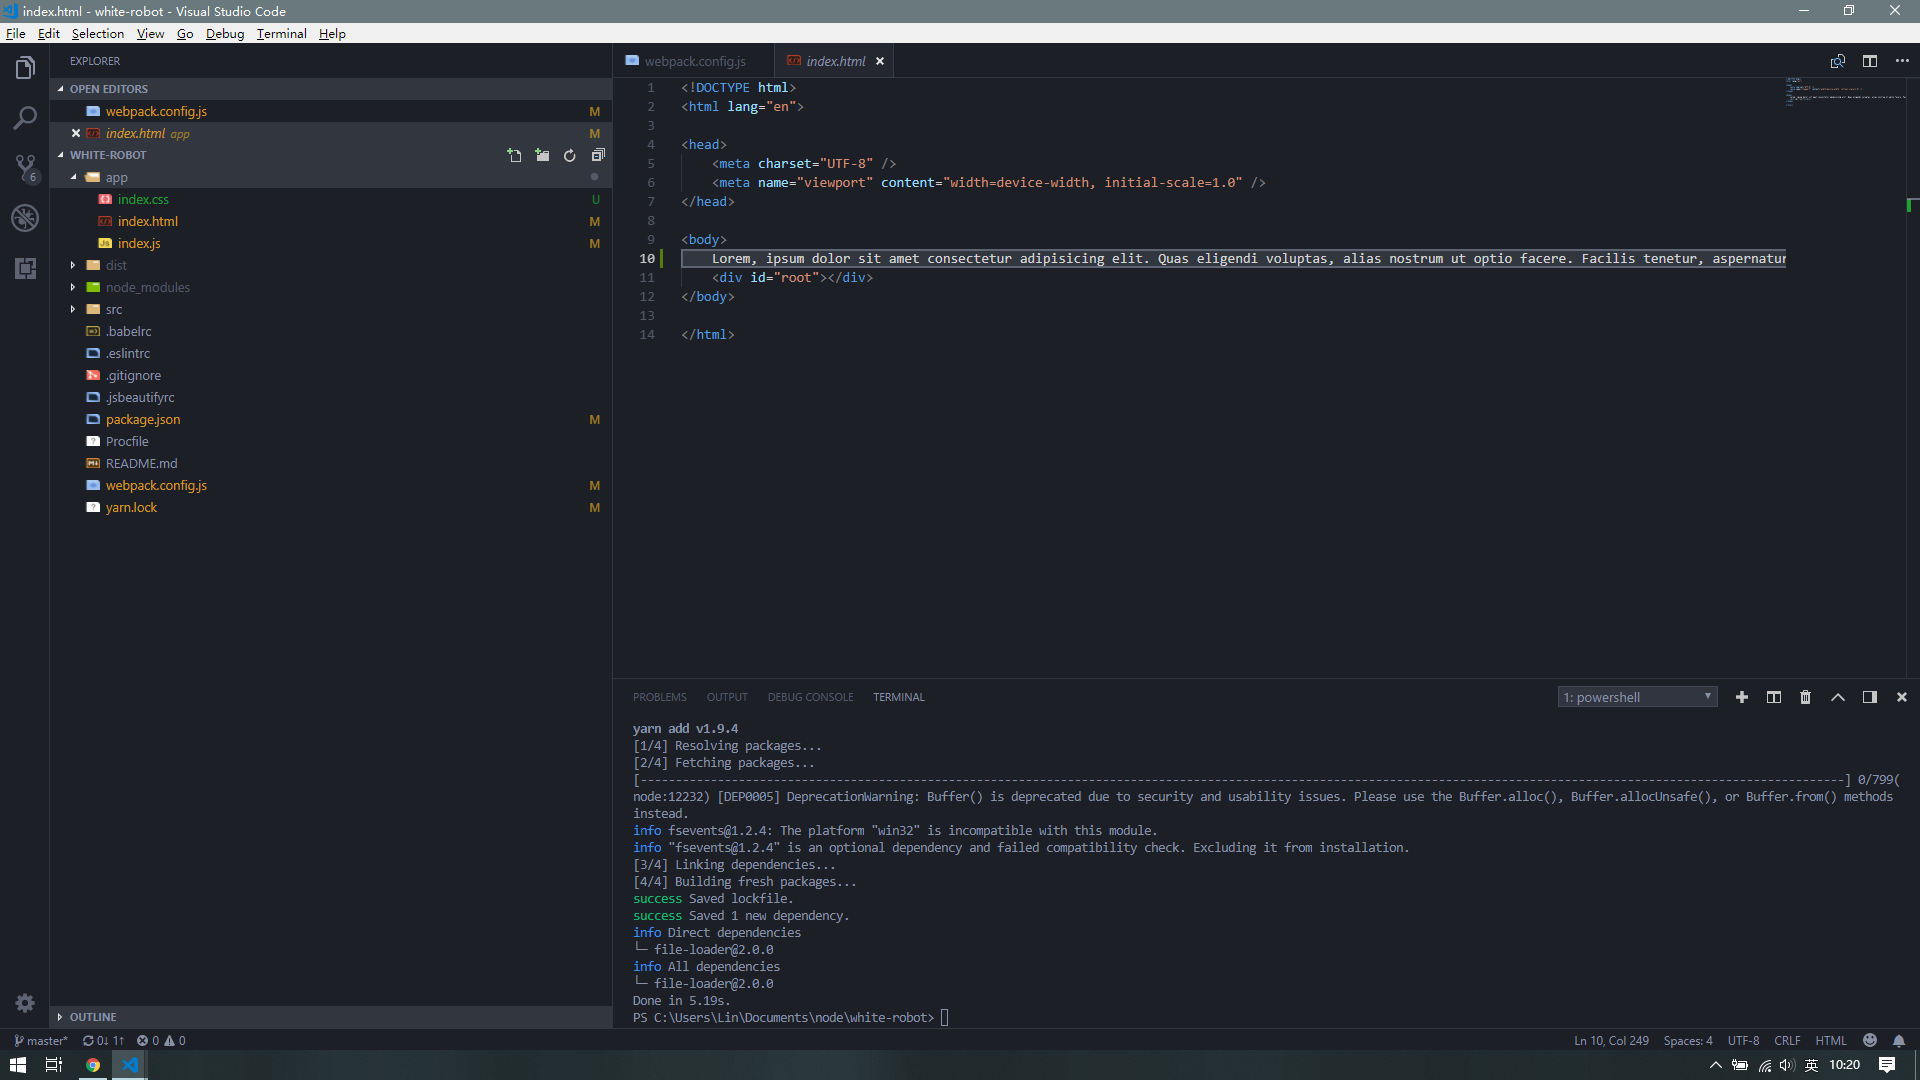 index.html - white-robot - Visual Studio Code
File Edit Selection View Go Debug Terminal Help
EXPLORER
OPEN EDITORS
webpack.config.js M
index.html app M
WHITE-ROBOT
app
index.css U
index.html M
index.js M
dist
node_modules
src
.babelrc
.eslintrc
.gitignore
.jsbeautifyrc
package.json M
Procfile
README.md
webpack.config.js M
yarn.lock M
OUTLINE
6
webpack.config.js index.html
1 <!DOCTYPE html>
2 <html lang="en">
3
4 <head>
5 <meta charset="UTF-8" />
6 <meta name="viewport" content="width=device-width, initial-scale=1.0" />
7 </head>
8
9 <body>
10 Lorem, ipsum dolor sit amet consectetur adipisicing elit. Quas eligendi voluptas, alias nostrum ut optio facere. Facilis tenetur, aspernatur
11 <div id="root"></div>
12 </body>
13
14 </html>
PROBLEMS OUTPUT DEBUG CONSOLE TERMINAL 1: powershell
yarn add v1.9.4
[1/4] Resolving packages...
[2/4] Fetching packages...
[----------------------------------------------------------------------------------------------------------------------------------------------------------------------------] 0/799(
node:12232) [DEP0005] DeprecationWarning: Buffer() is deprecated due to security and usability issues. Please use the Buffer.alloc(), Buffer.allocUnsafe(), or Buffer.from() methods
instead.
info fsevents@1.2.4: The platform "win32" is incompatible with this module.
info "fsevents@1.2.4" is an optional dependency and failed compatibility check. Excluding it from installation.
[3/4] Linking dependencies...
[4/4] Building fresh packages...
success Saved lockfile.
success Saved 1 new dependency.
info Direct dependencies
└─ file-loader@2.0.0
info All dependencies
└─ file-loader@2.0.0
Done in 5.19s.
PS C:\Users\Lin\Documents\node\white-robot>
master* 0↓ 1↑ 0 0 Ln 10, Col 249 Spaces: 4 UTF-8 CRLF HTML
英 10:20